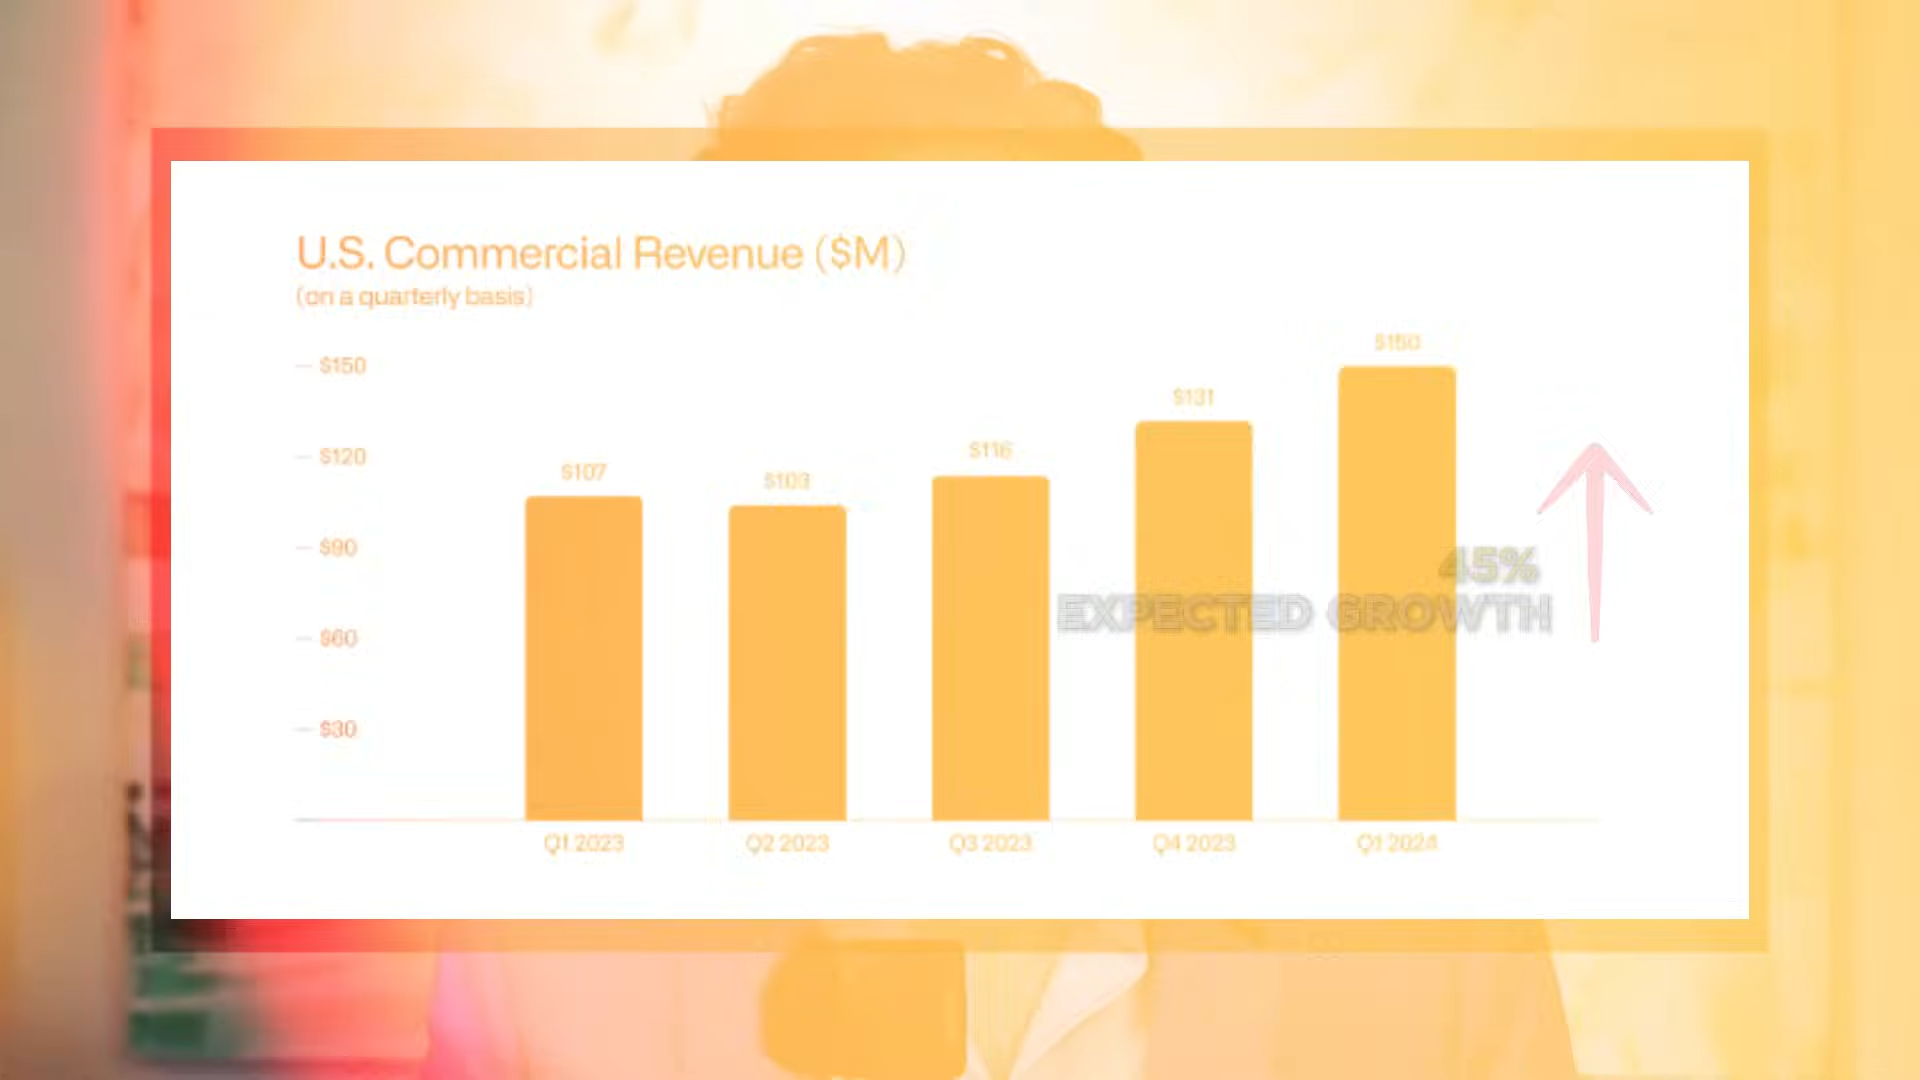 U.S. Commercial Revenue ($M)
(on a quarterly basis)
$150
$120
$90
$60
$30
$107
$103
$116
$131
$150
45%
EXPECTED GROWTH
Q1 2023
Q2 2023
Q3 2023
Q4 2023
Q1 2024